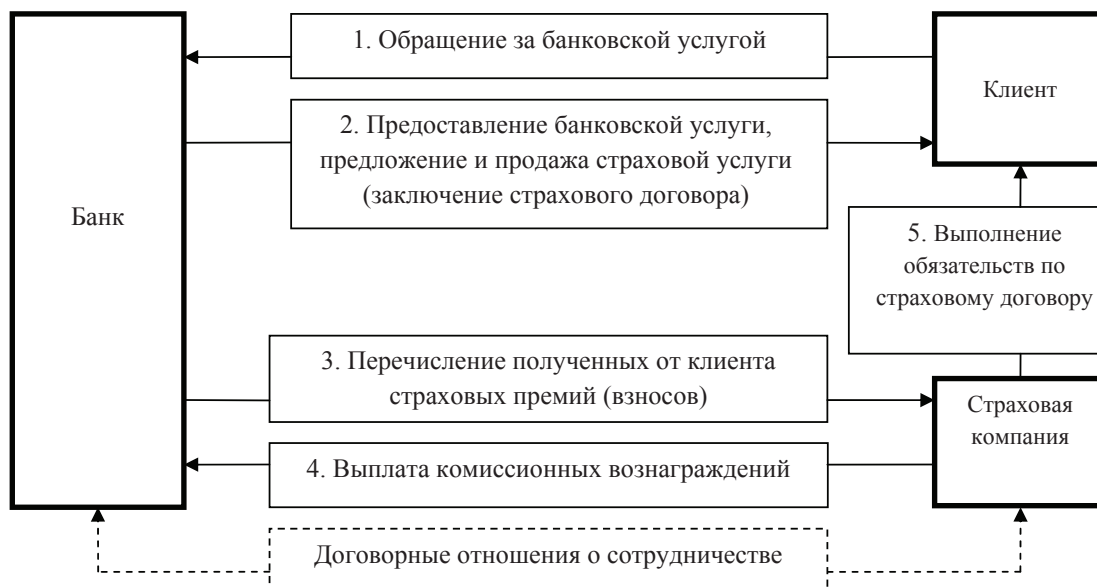 1. Обращение за банковской услугой
Клиент
2. Предоставление банковской услуги,
предложение и продажа страховой услуги
(заключение страхового договора)
Банк
5. Выполнение
обязательств по
страховому договору
3. Перечисление полученных от клиента
страховых премий (взносов)
Страховая
компания
4. Выплата комиссионных вознаграждений
Договорные отношения о сотрудничестве